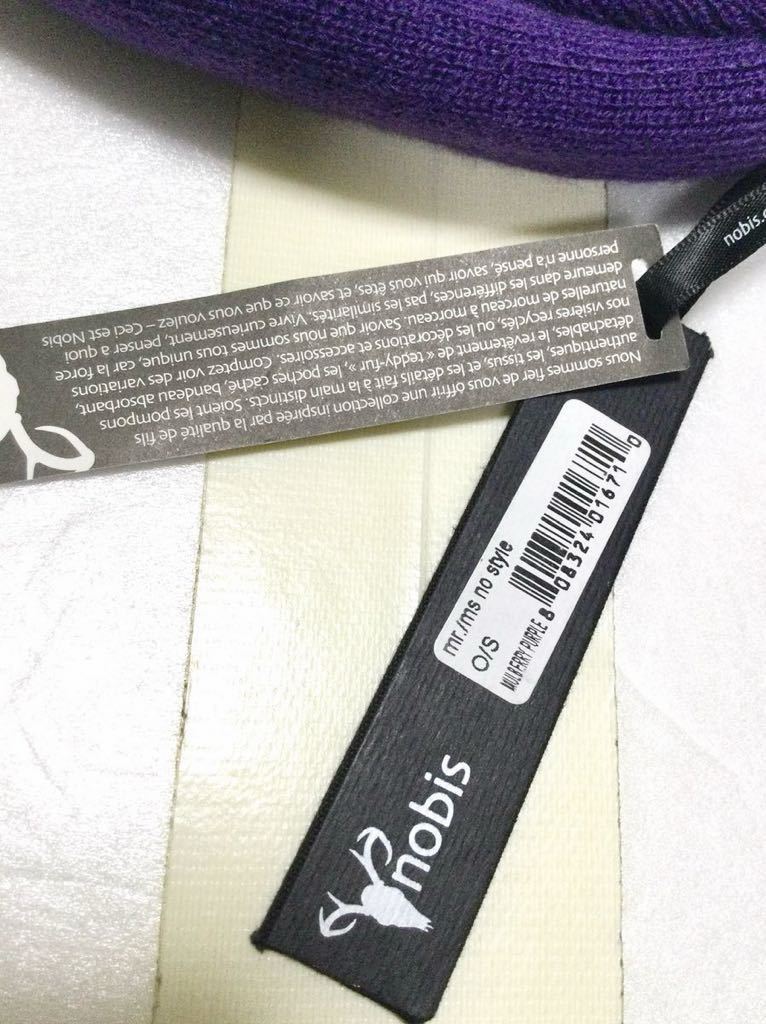 nobis.c
Nous sommes fier de vous offrir une collection inspirée par la qualité de fils
authentiques, les tissus, et les détails fait à la main distincts. Soient les pompons
détachables, le revêtement de « teddy-fur », les poches caché, bandeau absorbant,
nos visières recyclés, ou, les décorations et accessoires. Comptez voir des variations
naturelles de morceau à morceau. Savoir que nous sommes tous unique, car, la force
demeure dans les différences, pas, les similarités. Vivre curieusement, penser à quoi
personne n'a pensé, savoir qui vous êtes, et savoir ce que vous voulez – Ceci est Nobis
mr./ms no style
O/S
MULBERRY PURPLE
8 08324 01671 0
nobis